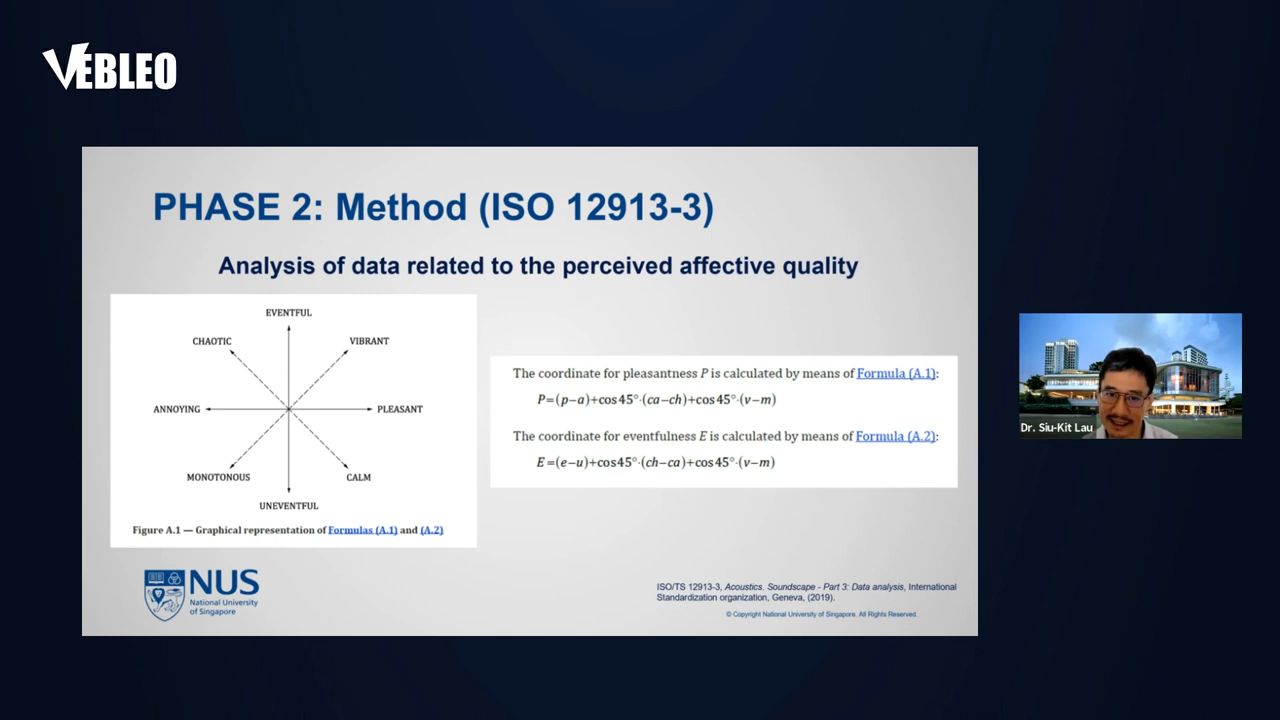 VEBLEO
PHASE 2: Method (ISO 12913-3)
Analysis of data related to the perceived affective quality
EVENTFUL
CHAOTIC
VIBRANT
ANNOYING
PLEASANT
MONOTONOUS
CALM
UNEVENTFUL
Figure A.1 — Graphical representation of Formulas (A.1) and (A.2)
The coordinate for pleasantness P is calculated by means of Formula (A.1):
P=(p−a)+cos45°·(ca−ch)+cos45°·(v−m)
The coordinate for eventfulness E is calculated by means of Formula (A.2):
E=(e−u)+cos45°·(ch−ca)+cos45°·(v−m)
Dr. Siu-Kit Lau
NUS
National University
of Singapore
ISO/TS 12913-3, Acoustics. Soundscape - Part 3: Data analysis, International
Standardization organization, Geneva, (2019).
© Copyright National University of Singapore. All Rights Reserved.